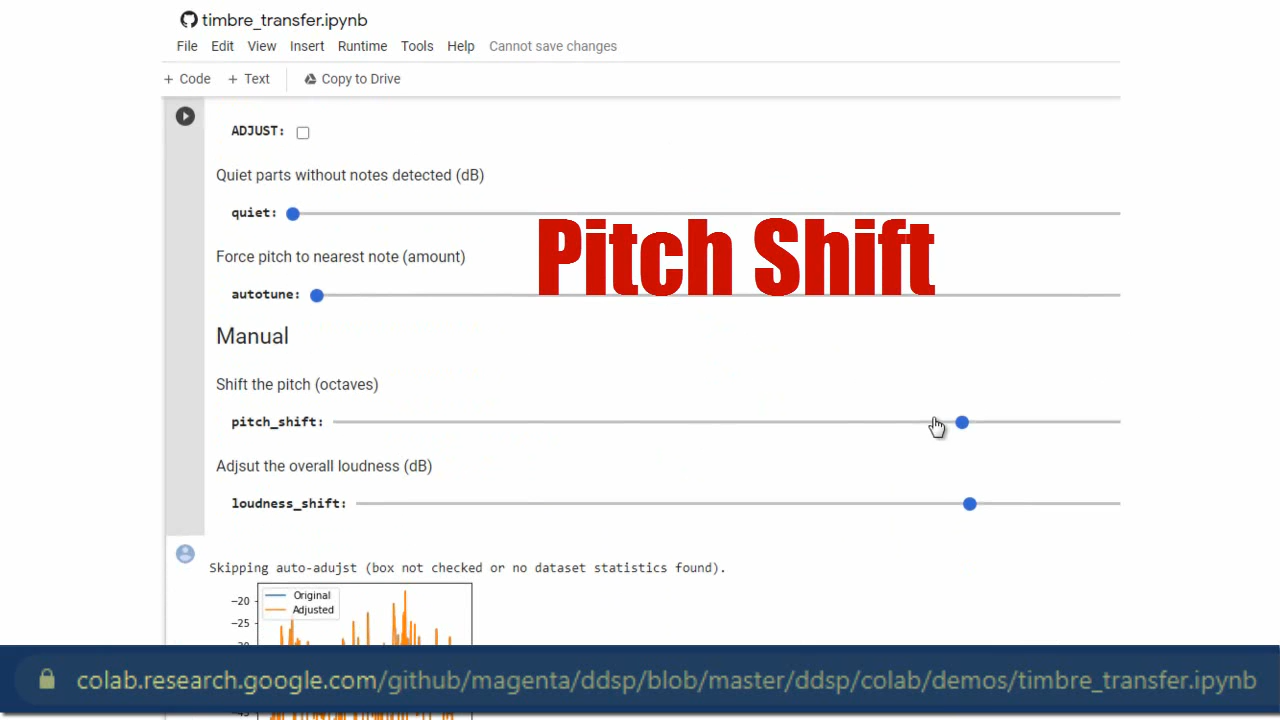 timbre_transfer.ipynb
File Edit View Insert Runtime Tools Help Cannot save changes
+ Code + Text Copy to Drive
ADJUST:
Quiet parts without notes detected (dB)
quiet:
Pitch Shift
Force pitch to nearest note (amount)
autotune:
Manual
Shift the pitch (octaves)
pitch_shift:
Adjsut the overall loudness (dB)
loudness_shift:
Skipping auto-adujst (box not checked or no dataset statistics found).
Original
−20
Adjusted
−25
colab.research.google.com/github/magenta/ddsp/blob/master/ddsp/colab/demos/timbre_transfer.ipynb